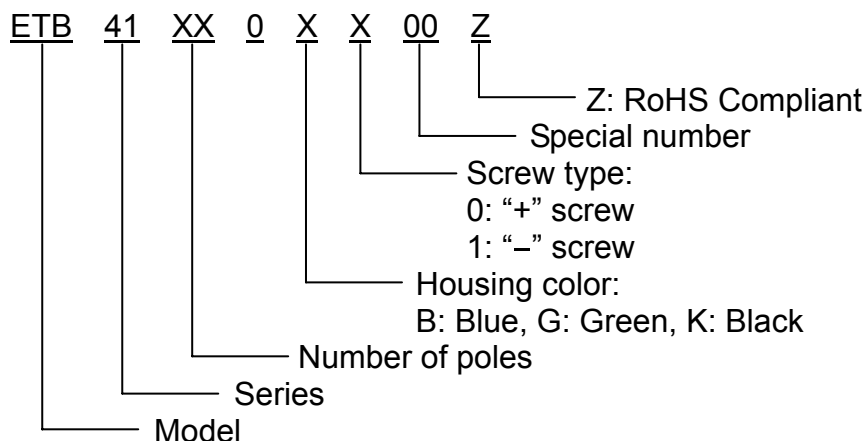 ETB 41 XX 0 X X 00 Z
Z: RoHS Compliant
Special number
Screw type:
0: “+” screw
1: “–” screw
Housing color:
B: Blue, G: Green, K: Black
Number of poles
Series
Model